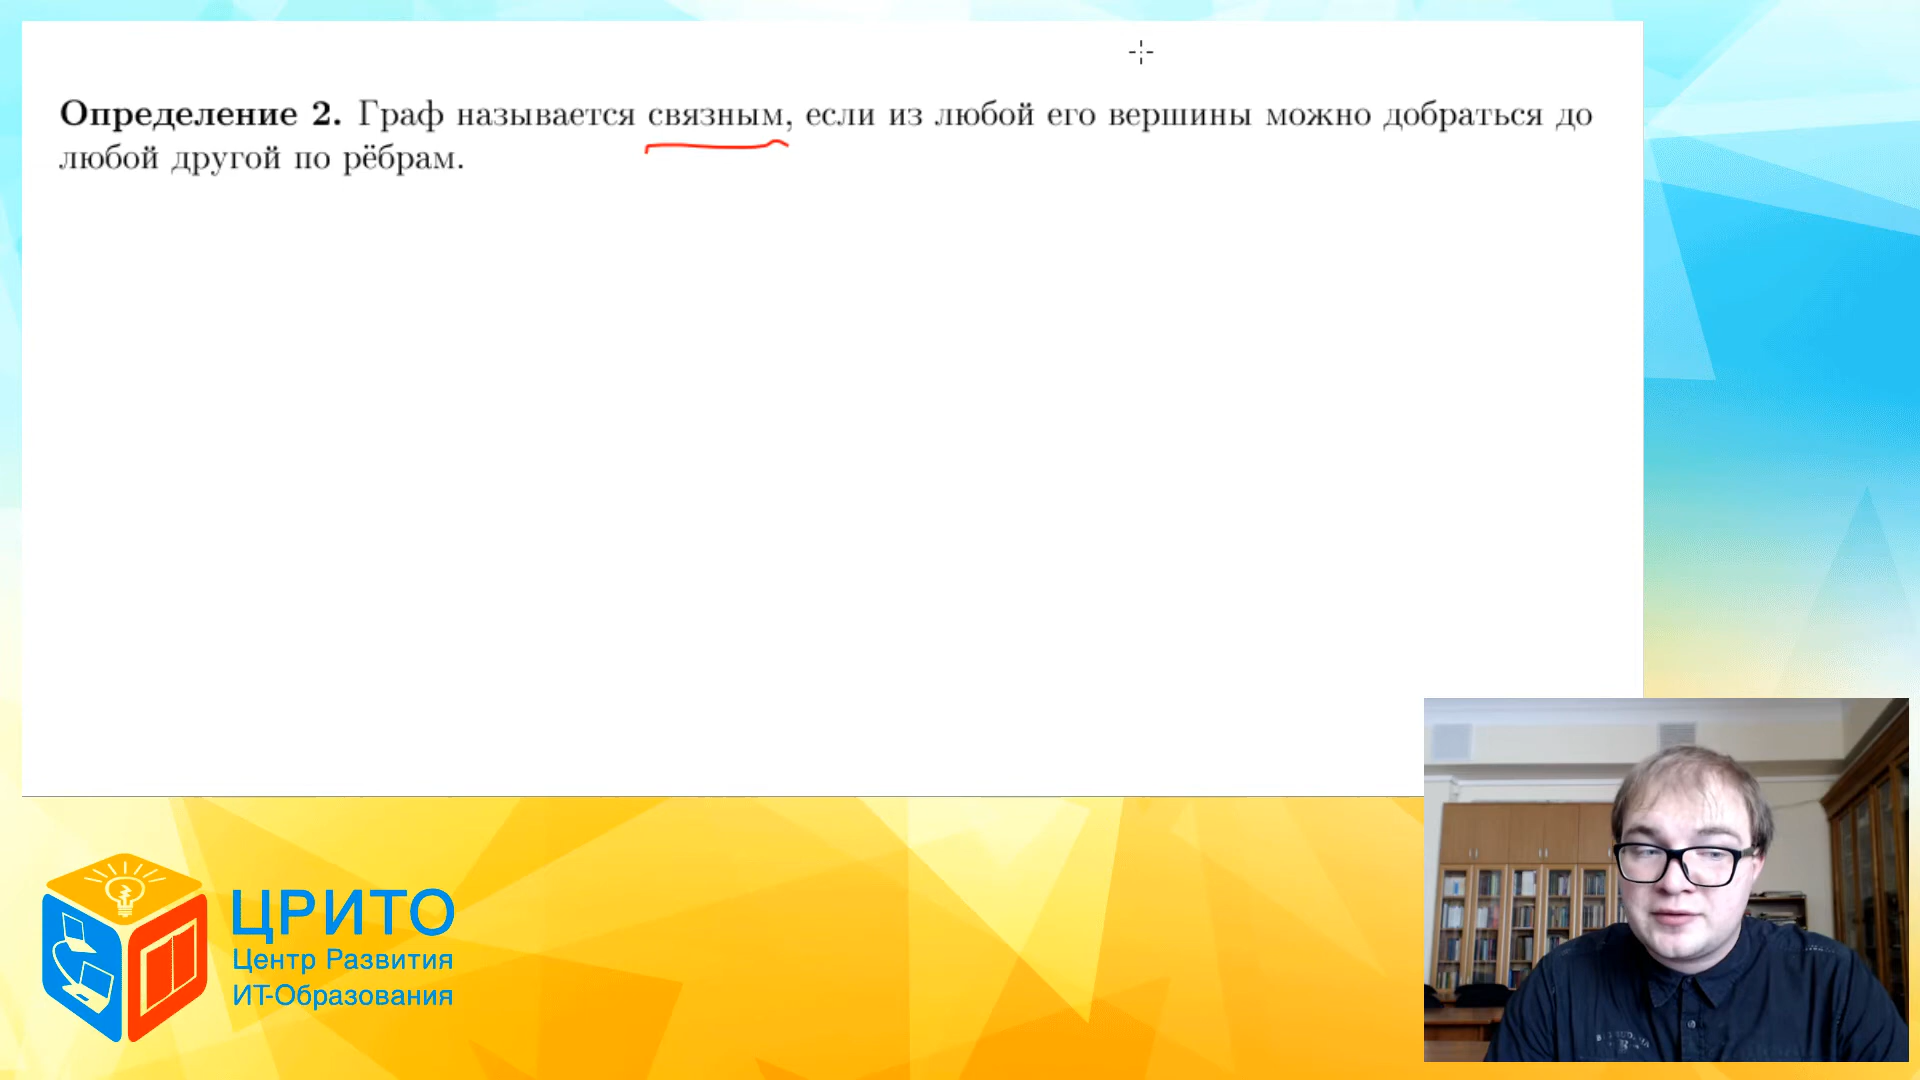 Определение 2. Граф называется связным, если из любой его вершины можно добраться до
любой другой по рёбрам.
ЦРИТО
Центр Развития
ИТ-Образования